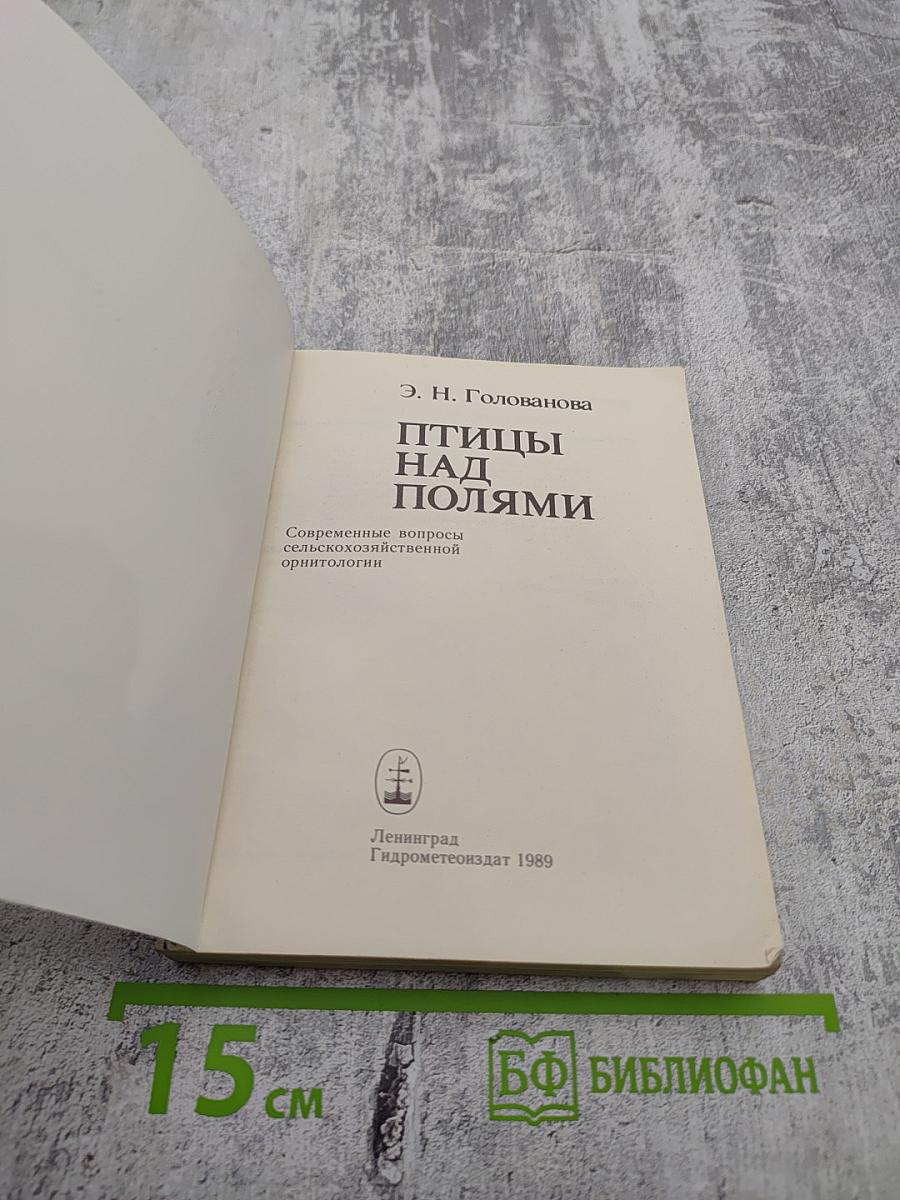 Э. Н. Голованова
ПТИЦЫ
НАД
ПОЛЯМИ
Современные вопросы
сельскохозяйственной
орнитологии
Ленинград
Гидрометеоиздат 1989
15 см
БФ БИБЛИОФАН